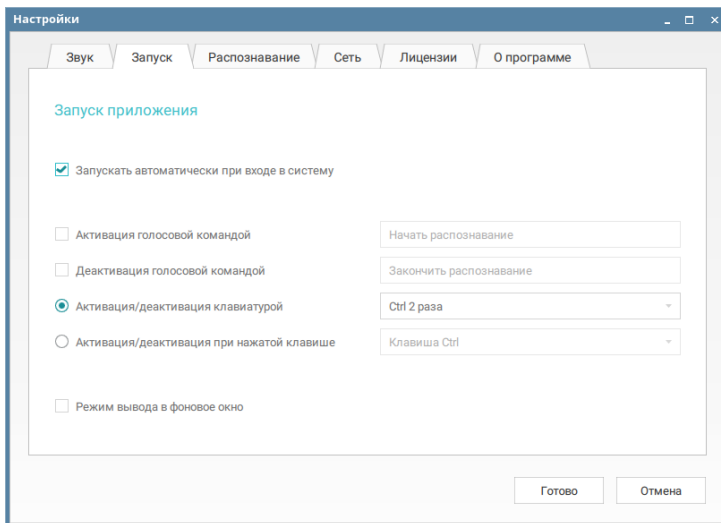 Настройки
Звук
Запуск
Распознавание
Сеть
Лицензии
О программе
Запуск приложения
Запускать автоматически при входе в систему
Активация голосовой командой
Начать распознавание
Деактивация голосовой командой
Закончить распознавание
Активация/деактивация клавиатурой
Ctrl 2 раза
Активация/деактивация при нажатой клавише
Клавиша Ctrl
Режим вывода в фоновое окно
Готово
Отмена